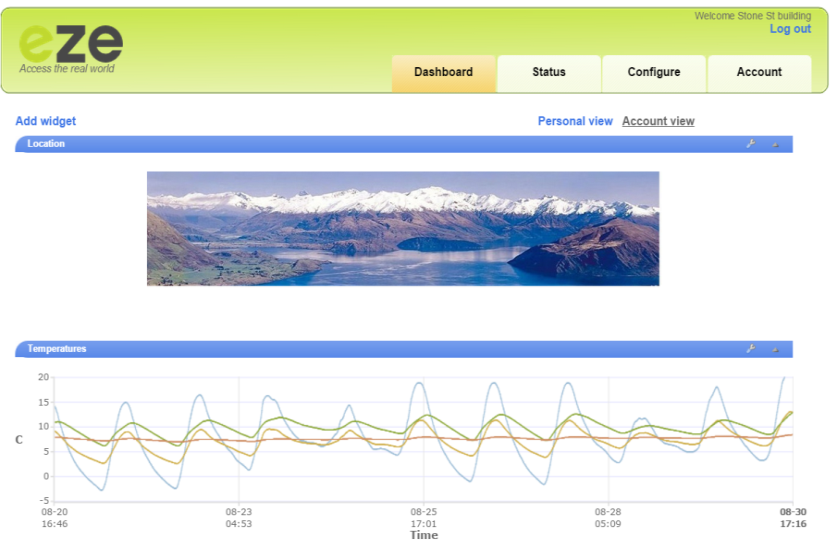 Welcome Stone St building
Log out
eze
Access the real world
Dashboard Status Configure Account
Add widget
Personal view Account view
Location
Temperatures
20
15
10
C
5
0
-5
08-20 08-23 08-25 08-28 08-30
16:46 04:53 17:01 05:09 17:16
Time